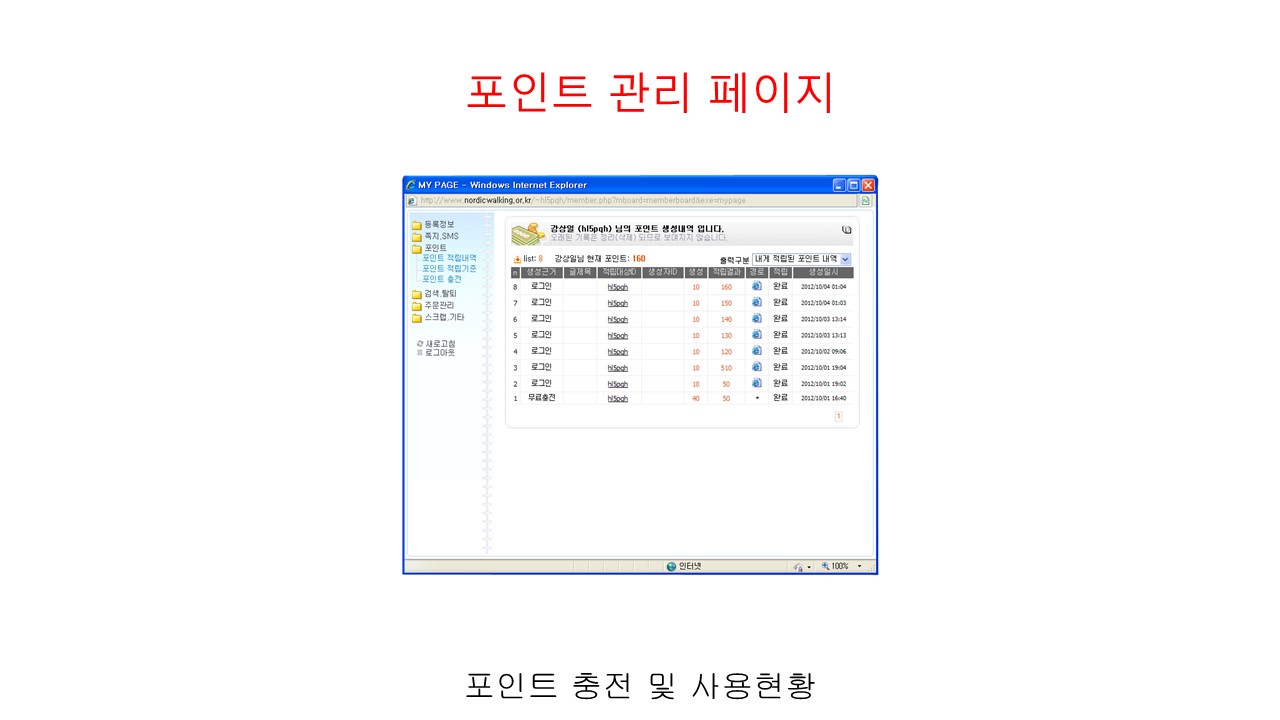 포인트 관리 페이지
MY PAGE - Windows Internet Explorer
http://www.nordicwalking.or.kr/~hl5pqh/member.php?mboard=memberboard&exe=mypage
등록정보
쪽지,SMS
포인트
포인트 적립내역
포인트 적립기준
포인트 충전
검색,탈퇴
주문관리
스크랩,기타
새로고침
로그아웃
강상일 (hl5pqh) 님의 포인트 생성내역 입니다.
오래된 기록은 정리(삭제) 되므로 보여지지 않습니다.
list: 8 강상일님 현재 포인트: 160 출력구분 내게 적립된 포인트 내역
n 생성근거 글제목 적립대상ID 생성자ID 생성 적립결과 경로 적립 생성일시
8 로그인 hl5pqh 10 160 완료 2012/10/04 01:04
7 로그인 hl5pqh 10 150 완료 2012/10/04 01:03
6 로그인 hl5pqh 10 140 완료 2012/10/03 13:14
5 로그인 hl5pqh 10 130 완료 2012/10/03 13:13
4 로그인 hl5pqh 10 120 완료 2012/10/02 09:06
3 로그인 hl5pqh 10 510 완료 2012/10/01 19:04
2 로그인 hl5pqh 10 50 완료 2012/10/01 19:02
1 무료충전 hl5pqh 40 50 • 완료 2012/10/01 16:40
1
인터넷 100%
포인트 충전 및 사용현황